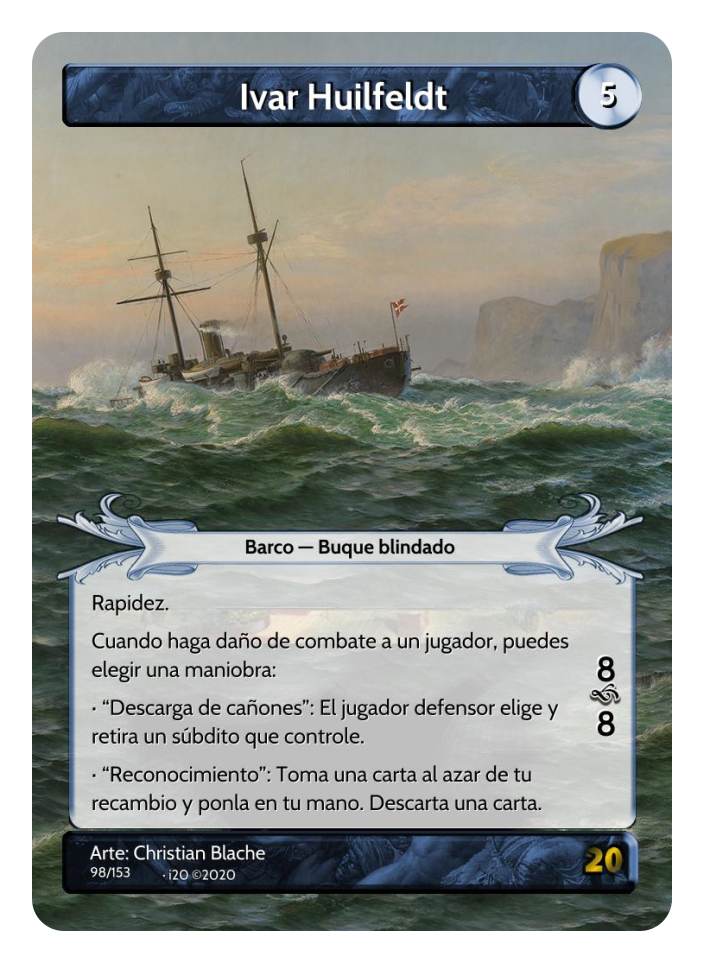 Ivar Huilfeldt
5
Barco — Buque blindado
Rapidez.
Cuando haga daño de combate a un jugador, puedes
elegir una maniobra:
· “Descarga de cañones”: El jugador defensor elige y
retira un súbdito que controle.
· “Reconocimiento”: Toma una carta al azar de tu
recambio y ponla en tu mano. Descarta una carta.
8
8
Arte: Christian Blache
98/153 · i20 ©2020
20